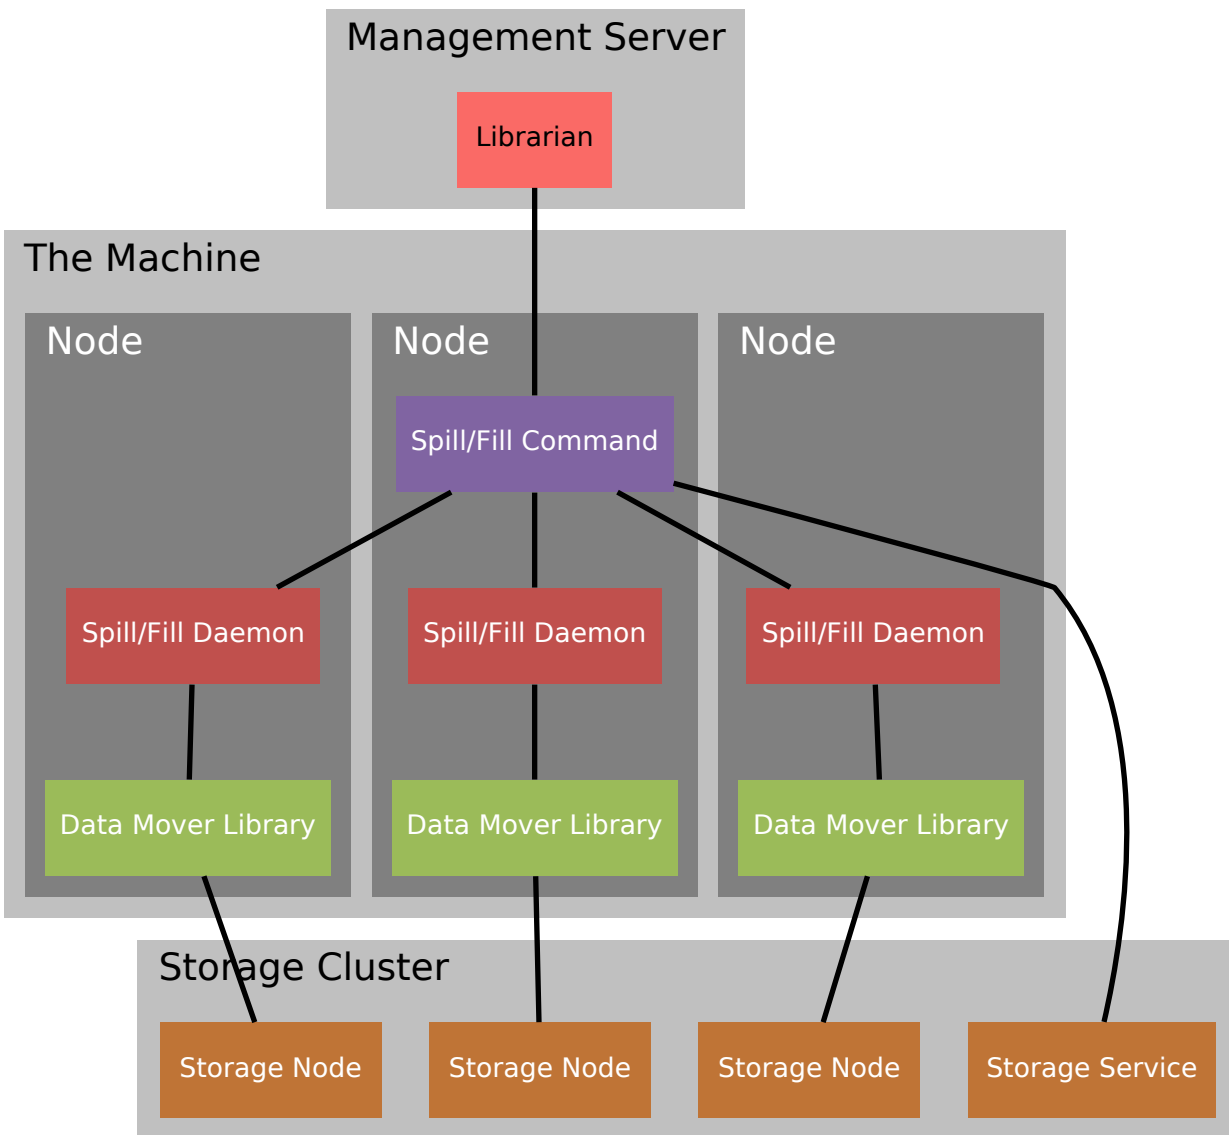 Management Server
Librarian
The Machine
Node
Node
Node
Spill/Fill Command
Spill/Fill Daemon
Spill/Fill Daemon
Spill/Fill Daemon
Data Mover Library
Data Mover Library
Data Mover Library
Storage Cluster
Storage Node
Storage Node
Storage Node
Storage Service